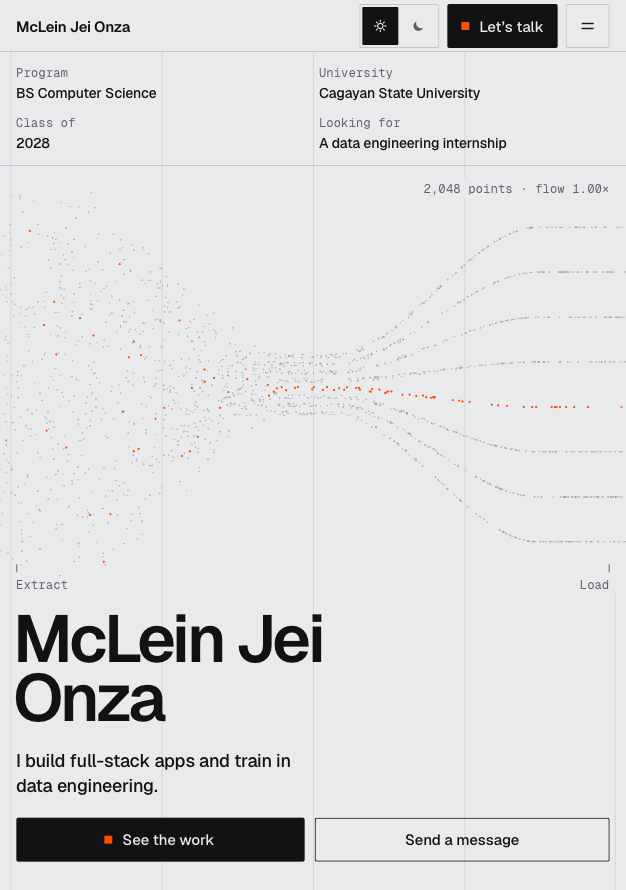 McLein Jei Onza
Let's talk
Program
BS Computer Science
University
Cagayan State University
Class of
2028
Looking for
A data engineering internship
2,048 points · flow 1.00×
Extract
Load
McLein Jei
Onza
I build full-stack apps and train in
data engineering.
See the work
Send a message